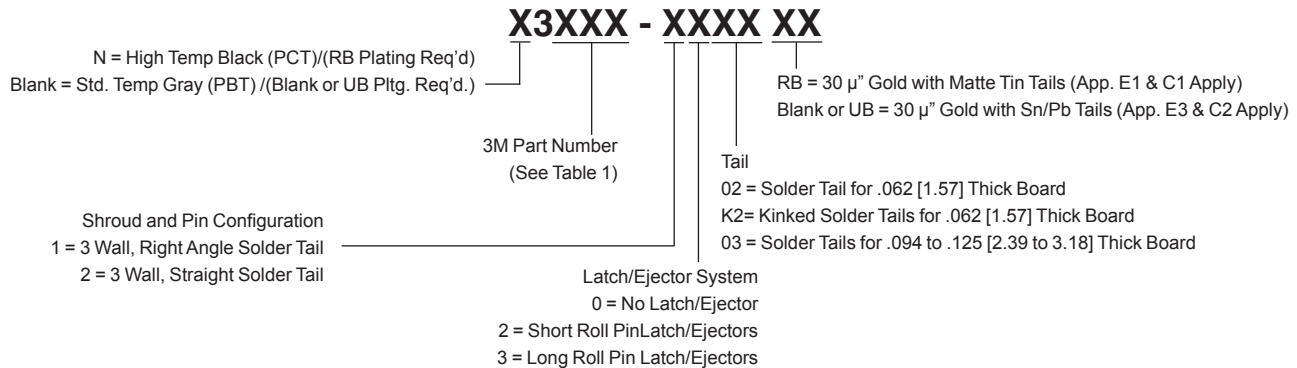 X3XXX - XXXX XX
N = High Temp Black (PCT)/(RB Plating Req’d)
Blank = Std. Temp Gray (PBT) /(Blank or UB Pltg. Req’d.)
RB = 30 µ” Gold with Matte Tin Tails (App. E1 & C1 Apply)
Blank or UB = 30 µ” Gold with Sn/Pb Tails (App. E3 & C2 Apply)
3M Part Number
(See Table 1)
Tail
02 = Solder Tail for .062 [1.57] Thick Board
K2= Kinked Solder Tails for .062 [1.57] Thick Board
03 = Solder Tails for .094 to .125 [2.39 to 3.18] Thick Board
Shroud and Pin Configuration
1 = 3 Wall, Right Angle Solder Tail
2 = 3 Wall, Straight Solder Tail
Latch/Ejector System
0 = No Latch/Ejector
2 = Short Roll PinLatch/Ejectors
3 = Long Roll Pin Latch/Ejectors